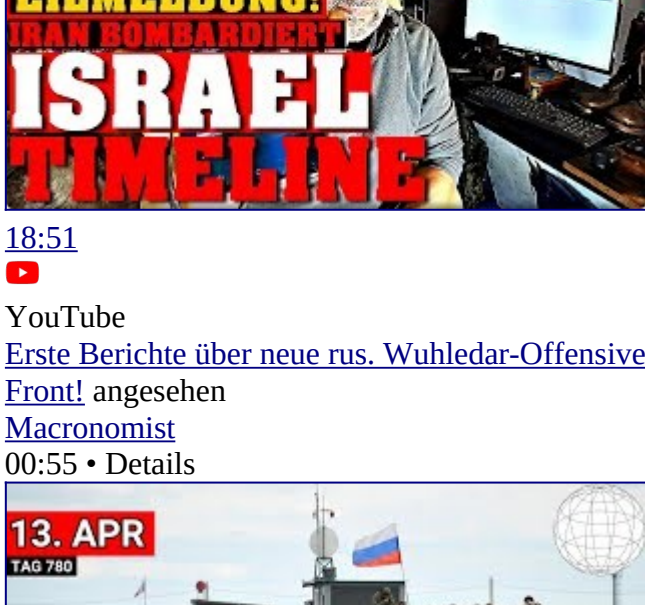 EILMELDUNG:
IRAN BOMBARDIERT
ISRAEL
TIMELINE
18:51
YouTube
Erste Berichte über neue rus. Wuhledar-Offensive
Front! angesehen
Macronomist
00:55 • Details
13. APR
TAG 780